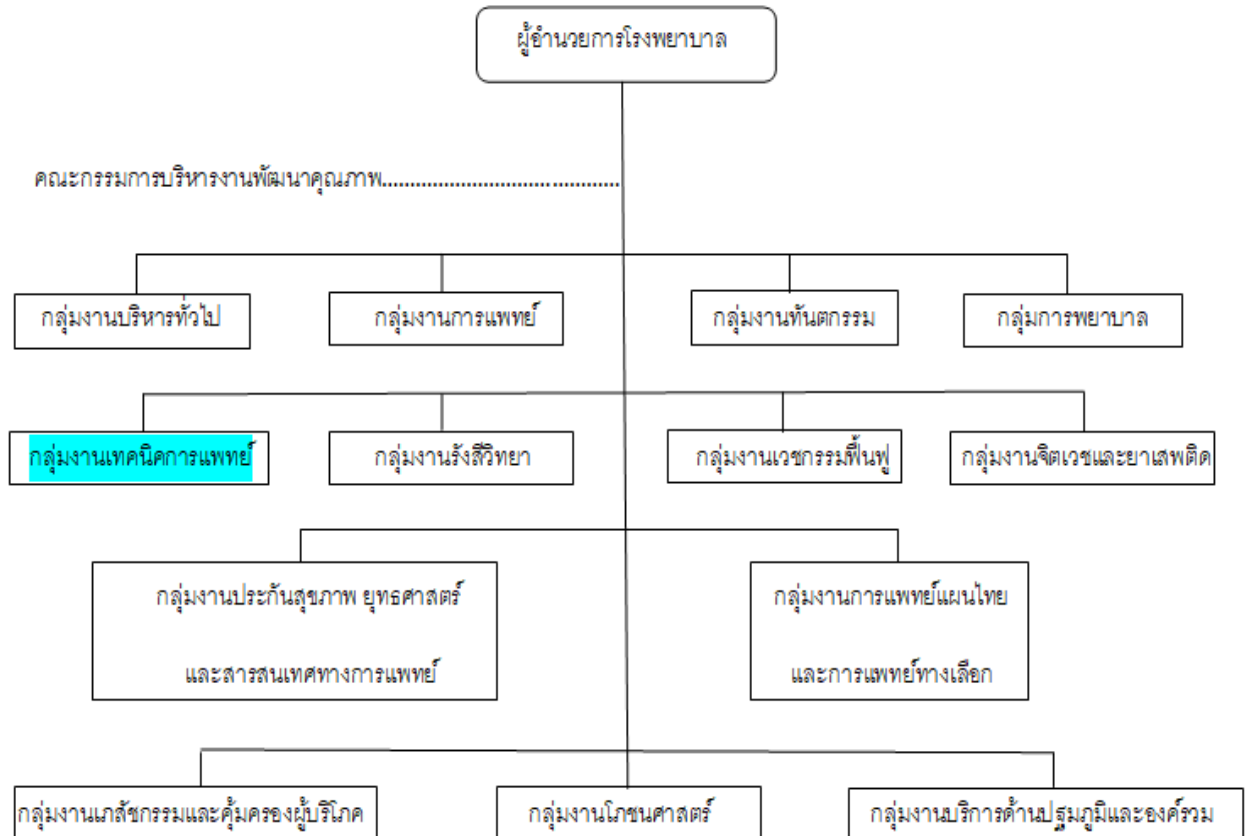 ผู้อำนวยการโรงพยาบาล
คณะกรรมการบริหารงานพัฒนาคุณภาพ............................................
กลุ่มงานบริหารทั่วไป
กลุ่มงานการแพทย์
กลุ่มงานทันตกรรม
กลุ่มการพยาบาล
กลุ่มงานเทคนิคการแพทย์
กลุ่มงานรังสีวิทยา
กลุ่มงานเวชกรรมฟื้นฟู
กลุ่มงานจิตเวชและยาเสพติด
กลุ่มงานประกันสุขภาพ ยุทธศาสตร์
และสารสนเทศทางการแพทย์
กลุ่มงานการแพทย์แผนไทย
และการแพทย์ทางเลือก
กลุ่มงานเภสัชกรรมและคุ้มครองผู้บริโภค
กลุ่มงานโภชนศาสตร์
กลุ่มงานบริการด้านปฐมภูมิและองค์รวม